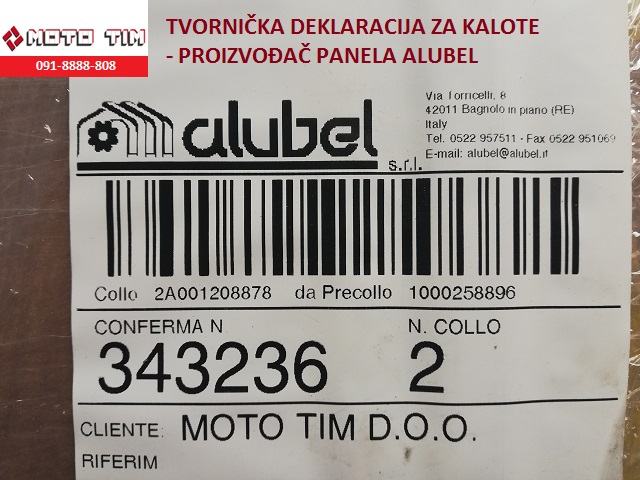 MOTO TIM
091-8888-808
TVORNIČKA DEKLARACIJA ZA KALOTE
- PROIZVOĐAČ PANELA ALUBEL
alubel
s.r.l.
Via Torricelli, 8
42011 Bagnolo in piano (RE)
Italy
Tel. 0522 957511 - Fax 0522 951069
E-mail: alubel@alubel.it
Collo 2A001208878 da Precollo 1000258896
CONFERMA N N. COLLO
343236 2
CLIENTE: MOTO TIM D.O.O.
RIFERIM